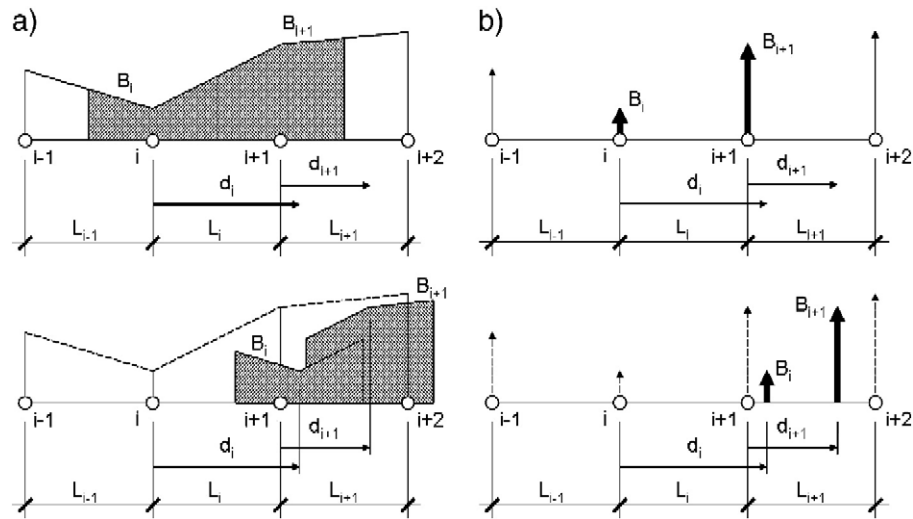 a)
B_i
B_{i+1}
i-1
i
i+1
i+2
d_{i+1}
d_i
L_{i-1}
L_i
L_{i+1}
B_{i+1}
B_i
i-1
i
i+1
i+2
d_{i+1}
d_i
L_{i-1}
L_i
L_{i+1}
b)
B_{i+1}
B_i
i-1
i
i+1
i+2
d_{i+1}
d_i
L_{i-1}
L_i
L_{i+1}
B_{i+1}
B_i
i-1
i
i+1
i+2
d_{i+1}
d_i
L_{i-1}
L_i
L_{i+1}